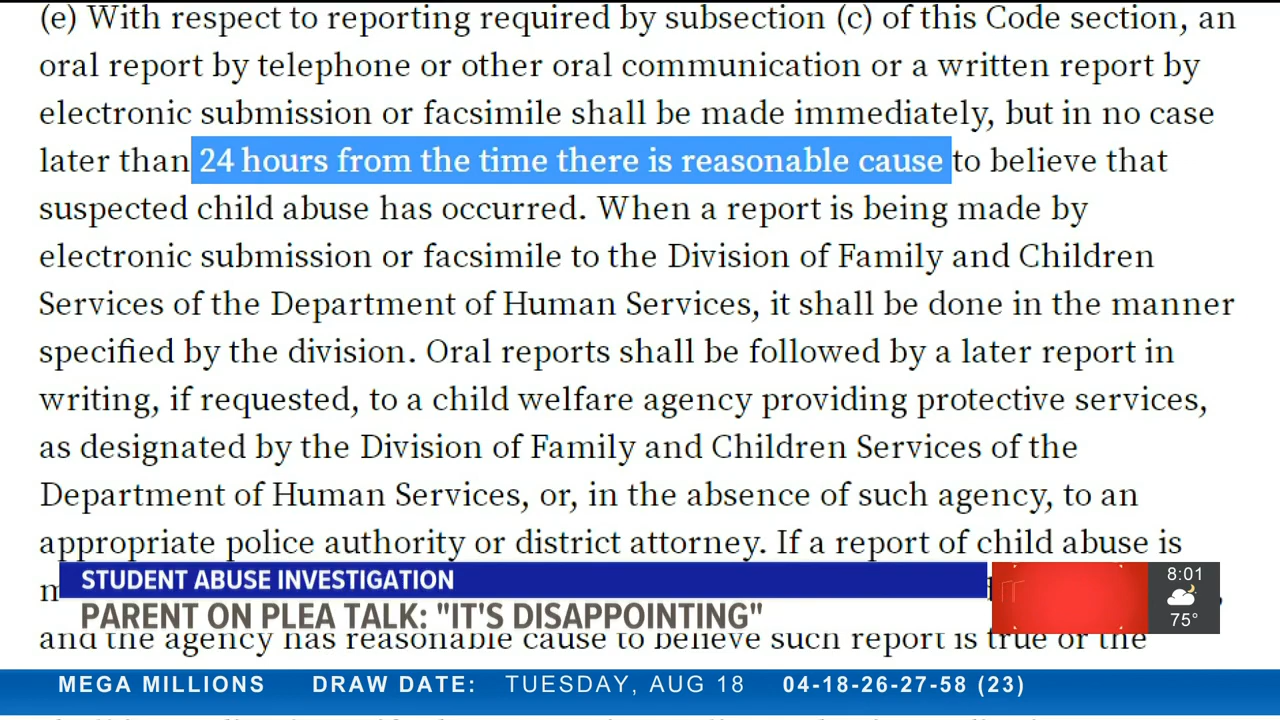 (e) With respect to reporting required by subsection (c) of this Code section, an
oral report by telephone or other oral communication or a written report by
electronic submission or facsimile shall be made immediately, but in no case
later than 24 hours from the time there is reasonable cause to believe that
suspected child abuse has occurred. When a report is being made by
electronic submission or facsimile to the Division of Family and Children
Services of the Department of Human Services, it shall be done in the manner
specified by the division. Oral reports shall be followed by a later report in
writing, if requested, to a child welfare agency providing protective services,
as designated by the Division of Family and Children Services of the
Department of Human Services, or, in the absence of such agency, to an
appropriate police authority or district attorney. If a report of child abuse is
STUDENT ABUSE INVESTIGATION
8:01
PARENT ON PLEA TALK: "IT'S DISAPPOINTING"
75°
and the agency has reasonable cause to believe such report is true or the
MEGA MILLIONS DRAW DATE: TUESDAY, AUG 18 04-18-26-27-58 (23)